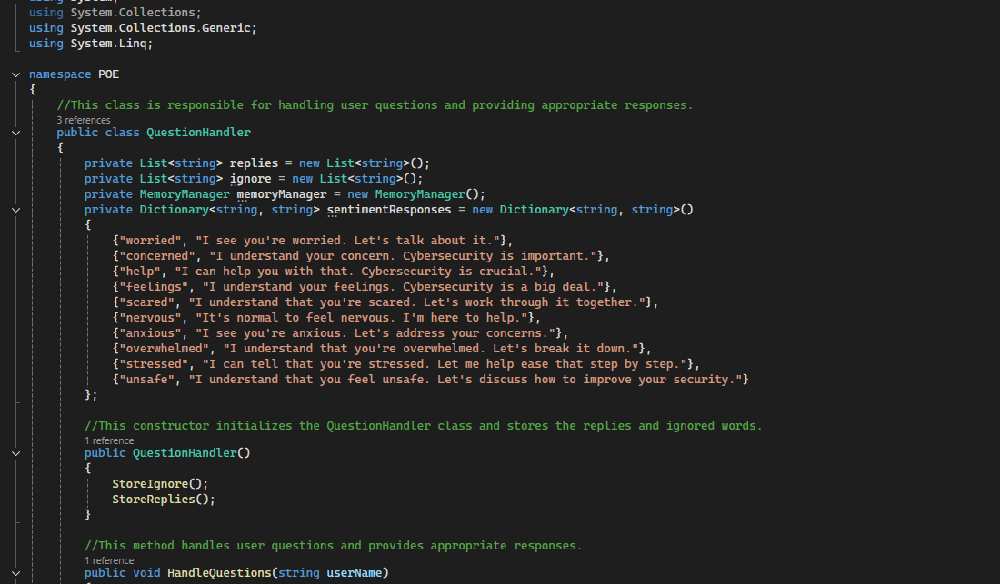 using System;
using System.Collections;
using System.Collections.Generic;
using System.Linq;
namespace POE
{
//This class is responsible for handling user questions and providing appropriate responses.
3 references
public class QuestionHandler
{
private List<string> replies = new List<string>();
private List<string> ignore = new List<string>();
private MemoryManager memoryManager = new MemoryManager();
private Dictionary<string, string> sentimentResponses = new Dictionary<string, string>()
{
{"worried", "I see you're worried. Let's talk about it."},
{"concerned", "I understand your concern. Cybersecurity is important."},
{"help", "I can help you with that. Cybersecurity is crucial."},
{"feelings", "I understand your feelings. Cybersecurity is a big deal."},
{"scared", "I understand that you're scared. Let's work through it together."},
{"nervous", "It's normal to feel nervous. I'm here to help."},
{"anxious", "I see you're anxious. Let's address your concerns."},
{"overwhelmed", "I understand that you're overwhelmed. Let's break it down."},
{"stressed", "I can tell that you're stressed. Let me help ease that step by step."},
{"unsafe", "I understand that you feel unsafe. Let's discuss how to improve your security."}
};
//This constructor initializes the QuestionHandler class and stores the replies and ignored words.
1 reference
public QuestionHandler()
{
StoreIgnore();
StoreReplies();
}
//This method handles user questions and provides appropriate responses.
1 reference
public void HandleQuestions(string userName)
{